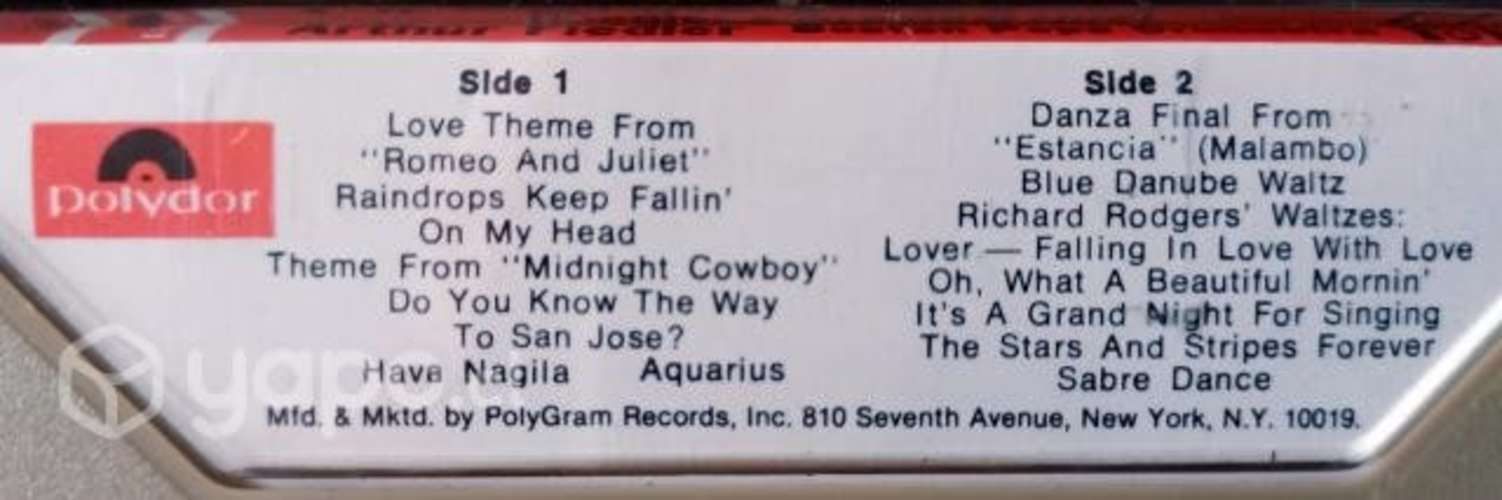 Arthur Fiedler
polydor
Side 1
Love Theme From
"Romeo And Juliet"
Raindrops Keep Fallin'
On My Head
Theme From "Midnight Cowboy"
Do You Know The Way
To San Jose?
Hava Nagila Aquarius
Side 2
Danza Final From
"Estancia" (Malambo)
Blue Danube Waltz
Richard Rodgers' Waltzes:
Lover — Falling In Love With Love
Oh, What A Beautiful Mornin'
It's A Grand Night For Singing
The Stars And Stripes Forever
Sabre Dance
Mfd. & Mktd. by PolyGram Records, Inc. 810 Seventh Avenue, New York, N.Y. 10019.